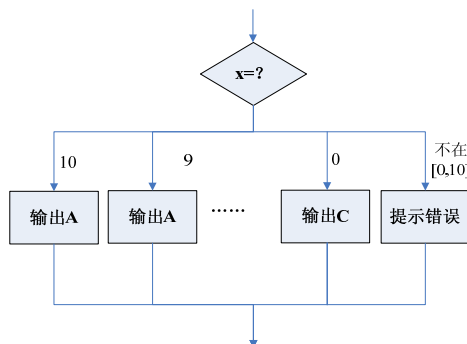 x=?
10
9
0
不在
[0,10]
输出A
输出A
......
输出C
提示错误